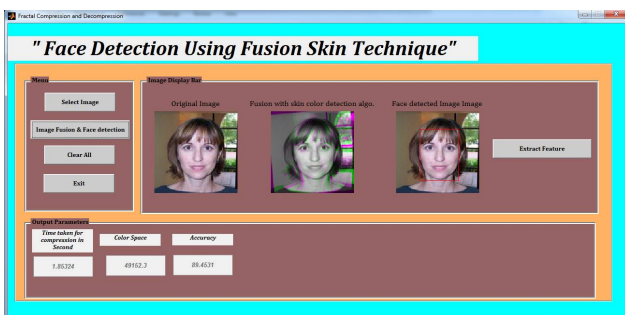 Fractal Compression and Decompression
" Face Detection Using Fusion Skin Technique"
Menu
Select Image
Image Fusion & Face detection
Clear All
Exit
Image Display Bar
Original Image
Fusion with skin color detection algo.
Face detected Image Image
Extract Feature
Output Parameters
Time taken for
compression in
Second
1.85324
Color Space
49152.3
Accuracy
89.4531